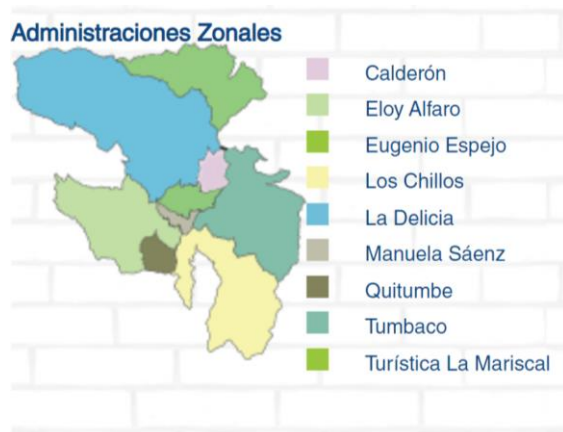 Administraciones Zonales
Calderón
Eloy Alfaro
Eugenio Espejo
Los Chillos
La Delicia
Manuela Sáenz
Quitumbe
Tumbaco
Turística La Mariscal